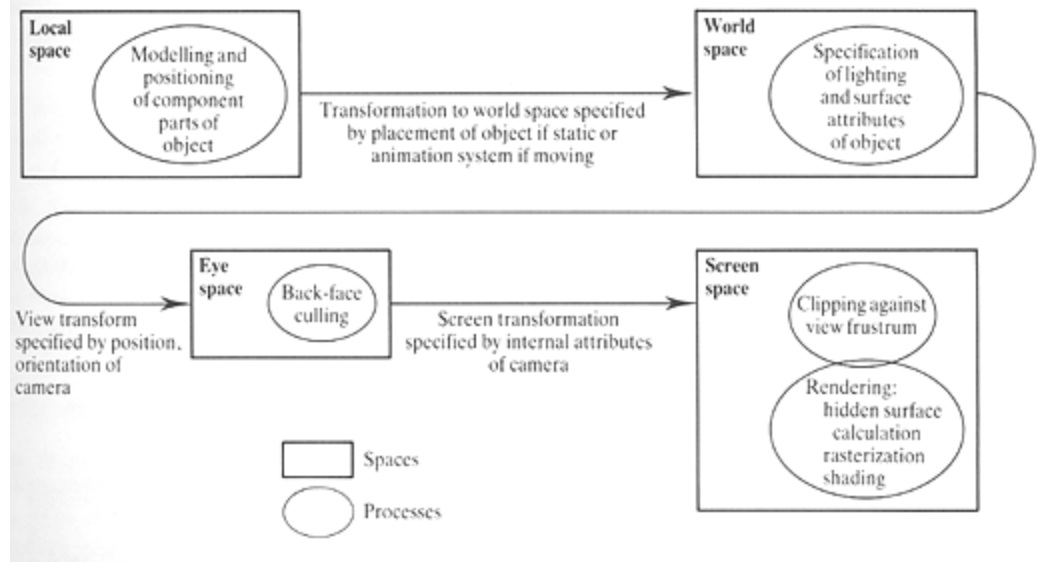 Local
space
Modelling and
positioning
of component
parts of
object
Transformation to world space specified
by placement of object if static or
animation system if moving
World
space
Specification
of lighting
and surface
attributes
of object
View transform
specified by position,
orientation of
camera
Eye
space
Back-face
culling
Screen transformation
specified by internal attributes
of camera
Screen
space
Clipping against
view frustrum
Rendering:
hidden surface
calculation
rasterization
shading
Spaces
Processes